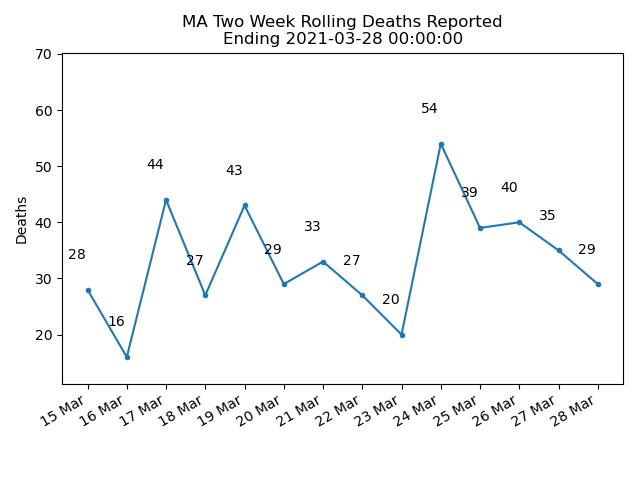 MA Two Week Rolling Deaths Reported
Ending 2021-03-28 00:00:00
70
60
50
40
30
20
Deaths
28
16
44
27
43
29
33
27
20
54
39
40
35
29
15 Mar
16 Mar
17 Mar
18 Mar
19 Mar
20 Mar
21 Mar
22 Mar
23 Mar
24 Mar
25 Mar
26 Mar
27 Mar
28 Mar